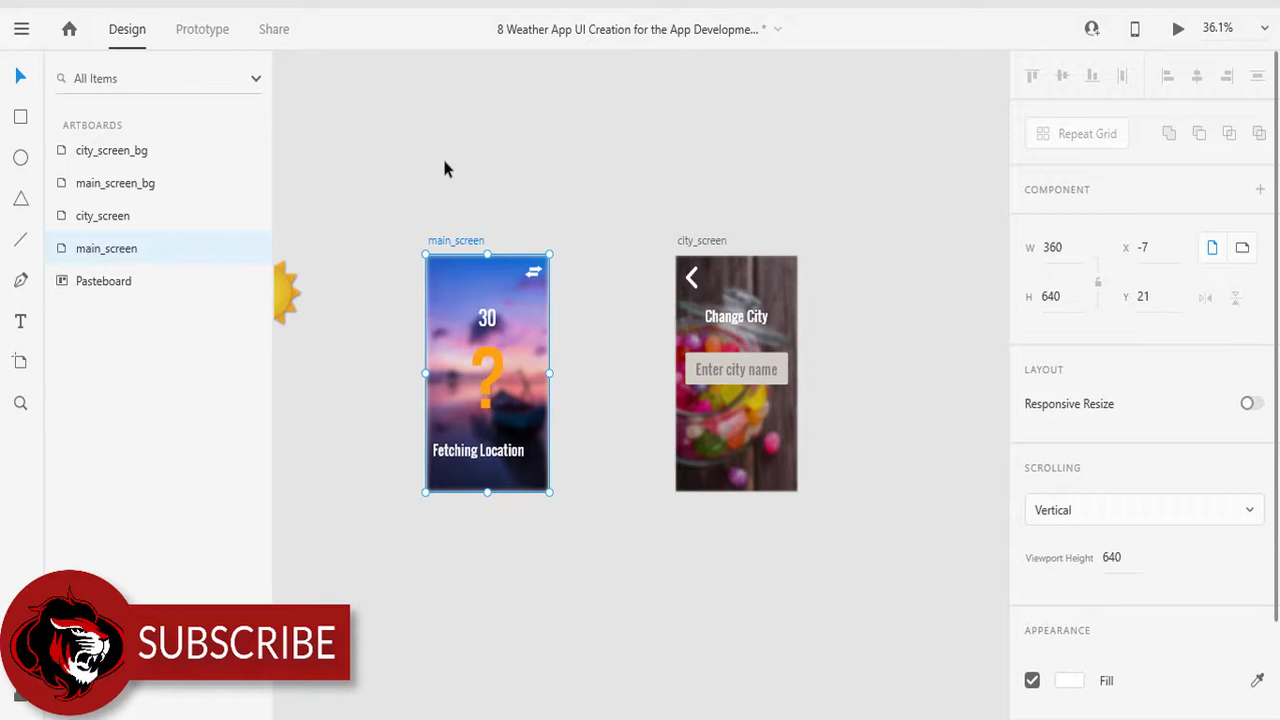 Design
Prototype
Share
8 Weather App UI Creation for the App Developme... *
36.1%
All Items
ARTBOARDS
city_screen_bg
main_screen_bg
city_screen
main_screen
Pasteboard
main_screen
30
?
Fetching Location
city_screen
Change City
Enter city name
Repeat Grid
COMPONENT
W 360 X -7
H 640 Y 21
LAYOUT
Responsive Resize
SCROLLING
Vertical
Viewport Height 640
APPEARANCE
Fill
SUBSCRIBE